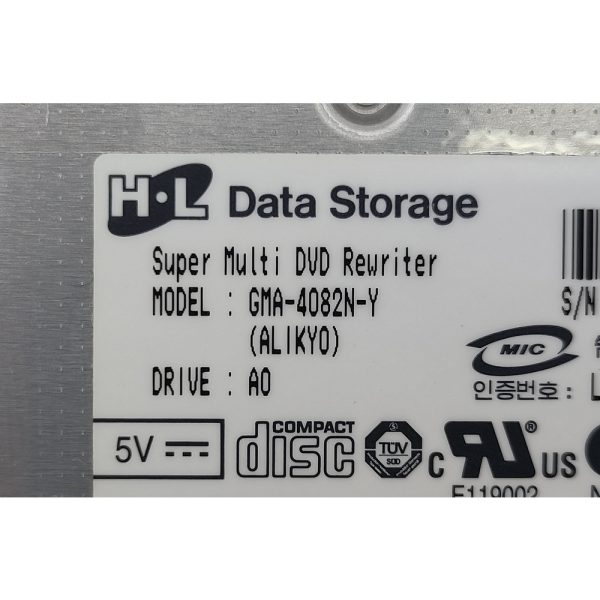 H·L Data Storage
Super Multi DVD Rewriter
MODEL : GMA-4082N-Y
(ALIKYO)
DRIVE : A0
S/N
MIC
인증번호 : L
5V
COMPACT
disc
TÜV
SÜD
c UR ® US
E119002